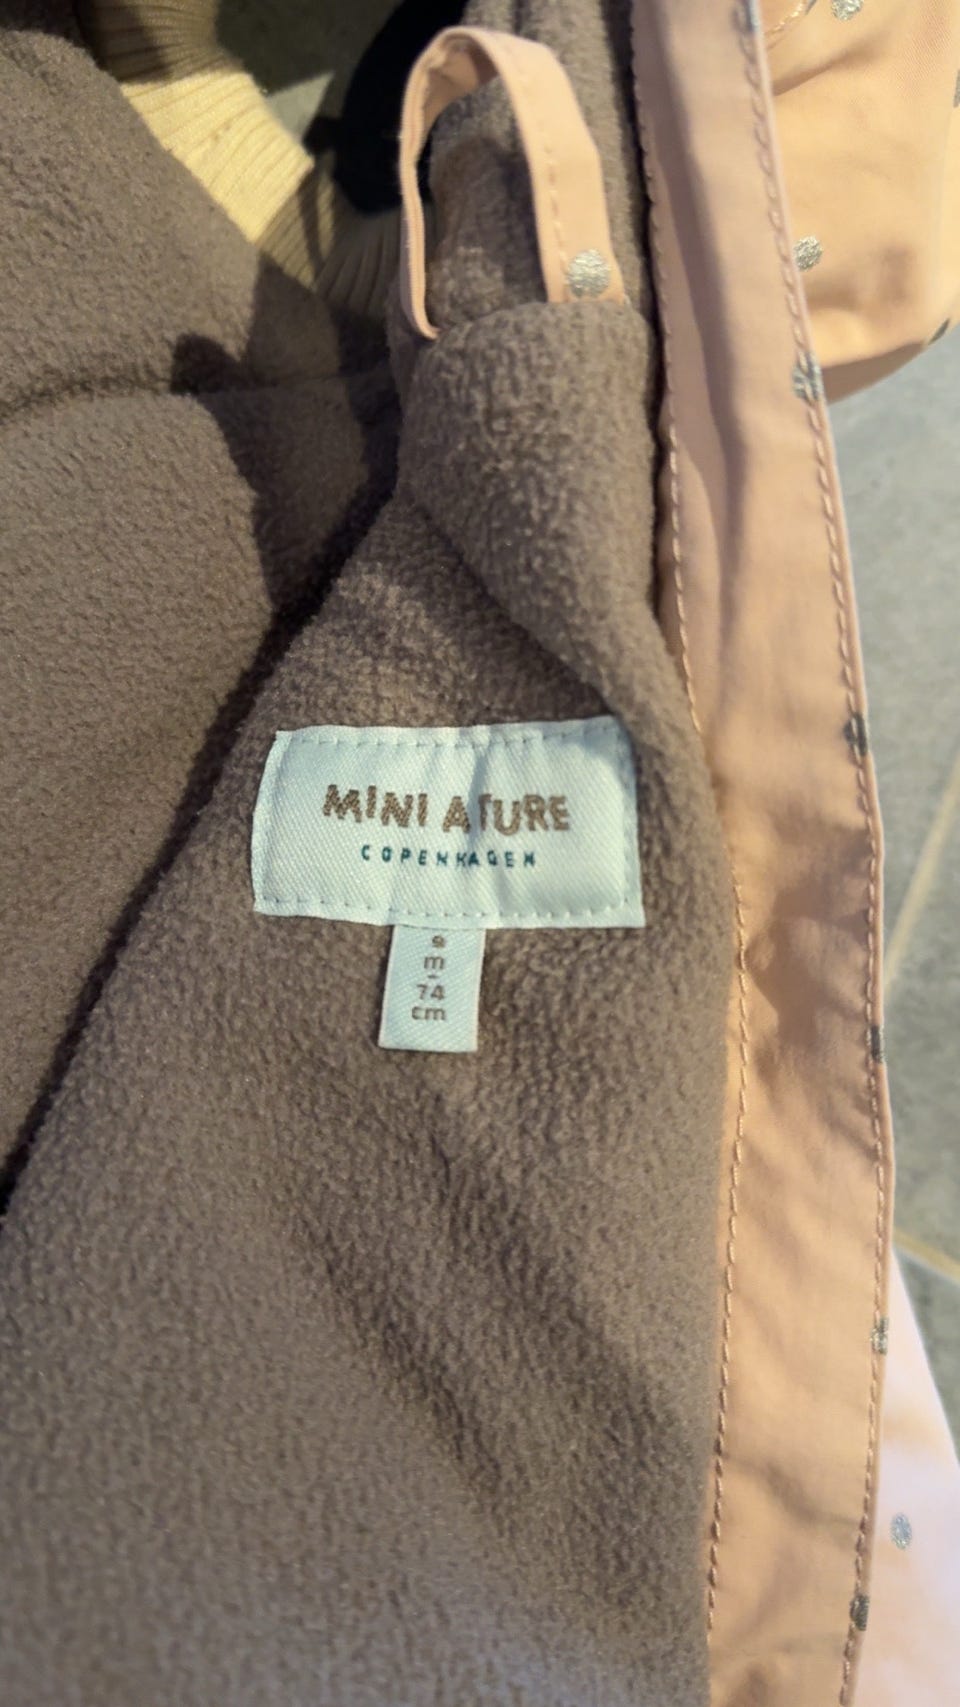 MINI A TURE
COPENHAGEN
9
m
-
74
cm